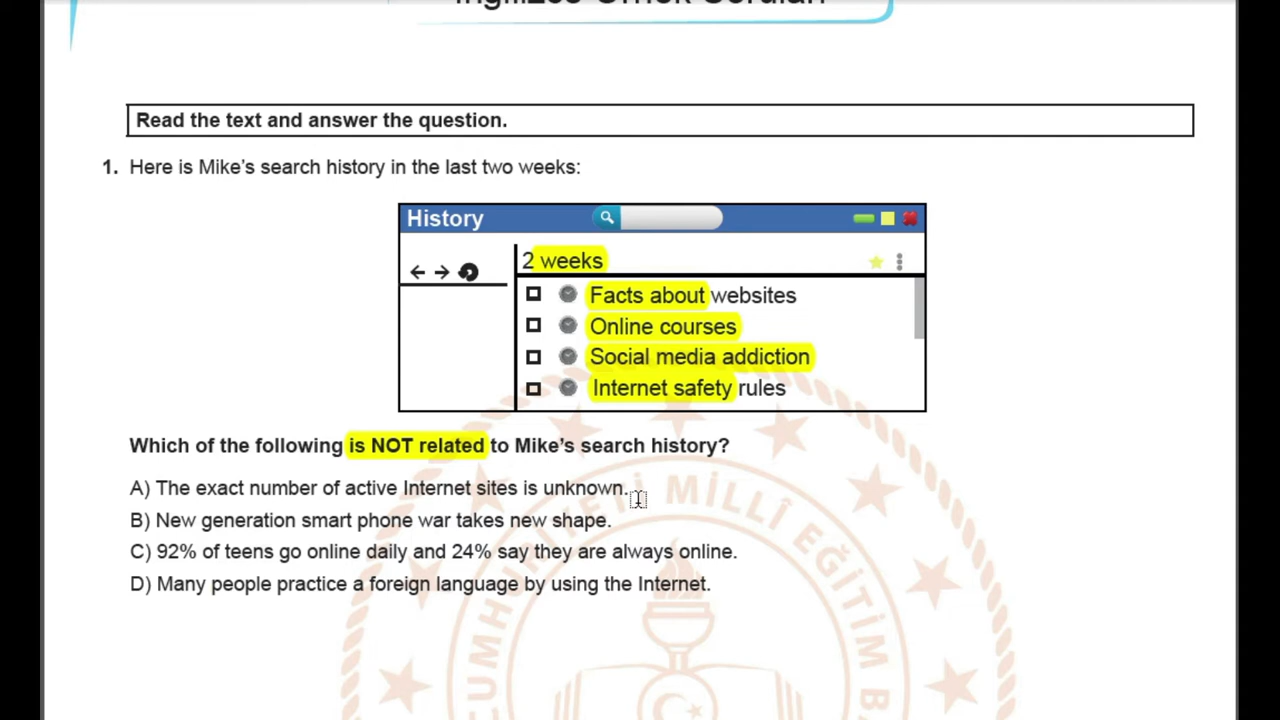 İngilizce Örnek Soruları
Read the text and answer the question.
1. Here is Mike's search history in the last two weeks:
History
2 weeks
Facts about websites
Online courses
Social media addiction
Internet safety rules
Which of the following is NOT related to Mike's search history?
A) The exact number of active Internet sites is unknown.
B) New generation smart phone war takes new shape.
C) 92% of teens go online daily and 24% say they are always online.
D) Many people practice a foreign language by using the Internet.